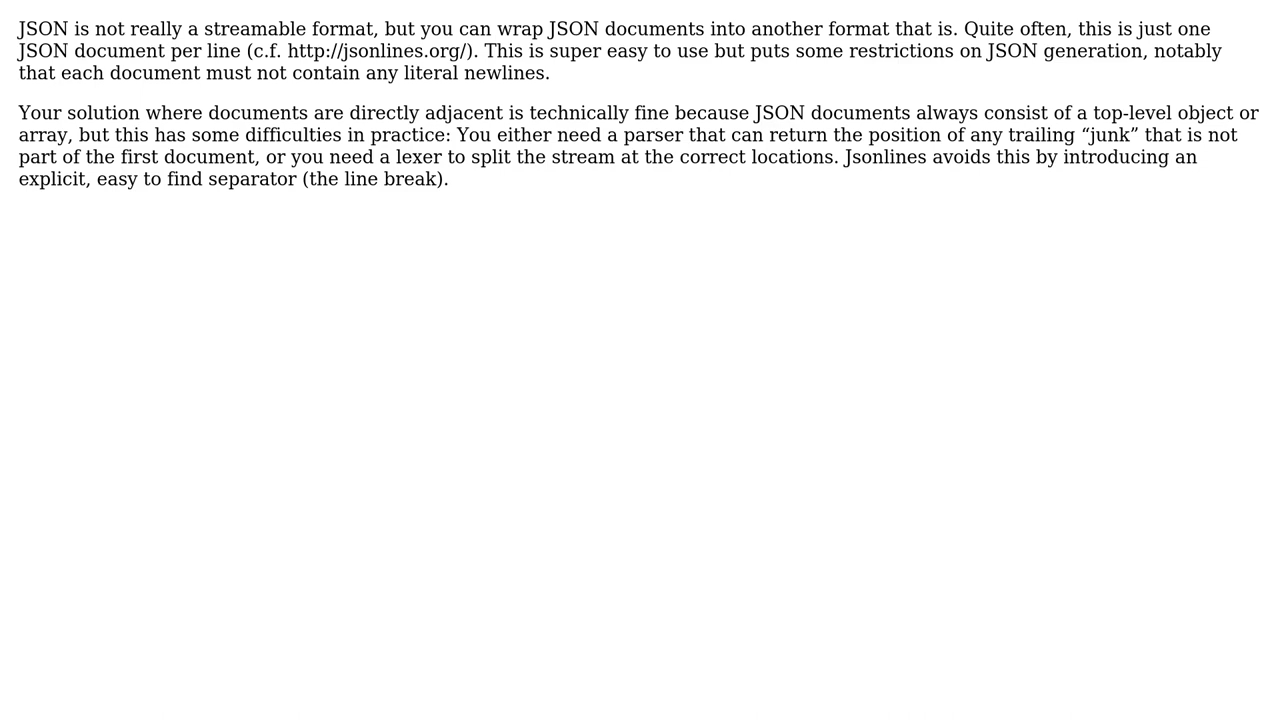 JSON is not really a streamable format, but you can wrap JSON documents into another format that is. Quite often, this is just one
JSON document per line (c.f. http://jsonlines.org/). This is super easy to use but puts some restrictions on JSON generation, notably
that each document must not contain any literal newlines.
Your solution where documents are directly adjacent is technically fine because JSON documents always consist of a top-level object or
array, but this has some difficulties in practice: You either need a parser that can return the position of any trailing “junk” that is not
part of the first document, or you need a lexer to split the stream at the correct locations. Jsonlines avoids this by introducing an
explicit, easy to find separator (the line break).